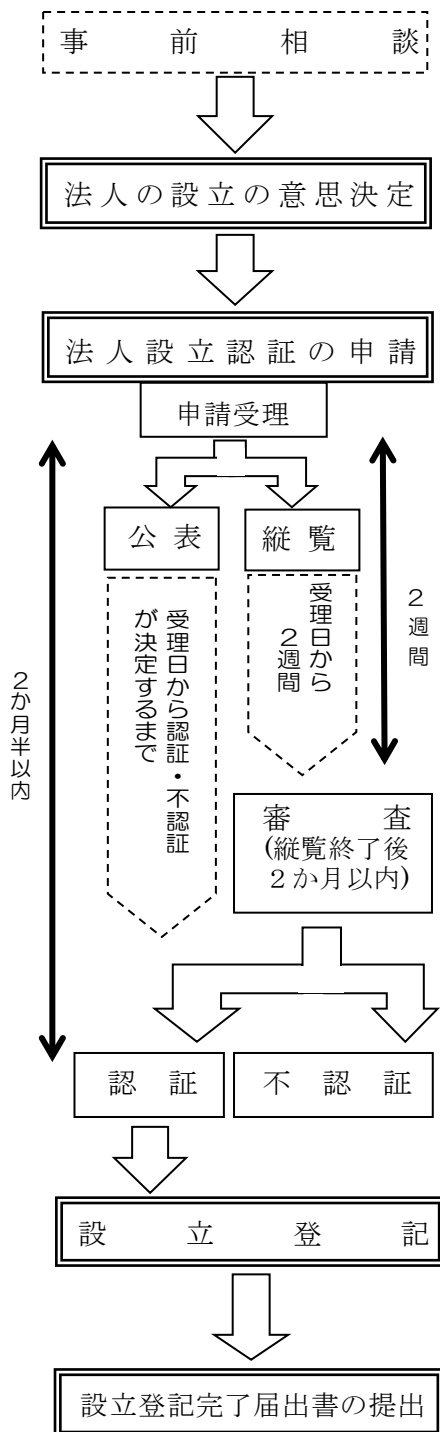 事前相談
法人の設立の意思決定
法人設立認証の申請
申請受理
公表
縦覧
受理日から認証・不認証
が決定するまで
受理日から
２週間
２週間
２か月半以内
審査
(縦覧終了後
２か月以内)
認証
不認証
設立登記
設立登記完了届出書の提出